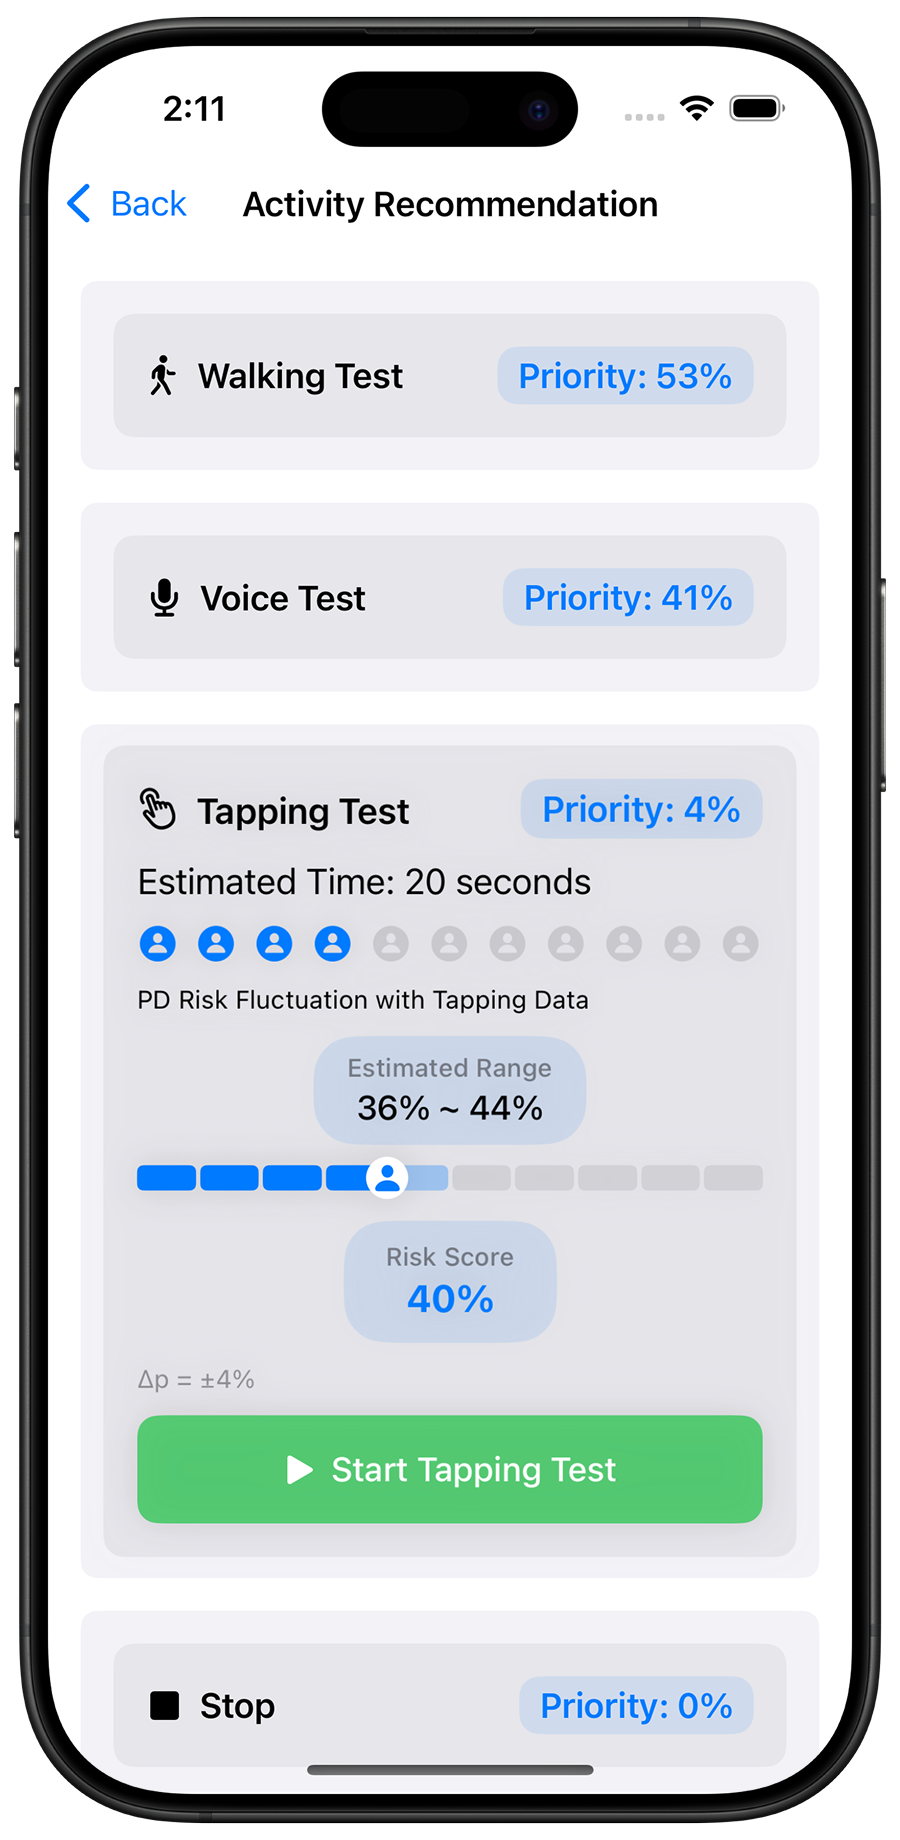 2:11
Back
Activity Recommendation
Walking Test
Priority: 53%
Voice Test
Priority: 41%
Tapping Test
Priority: 4%
Estimated Time: 20 seconds
PD Risk Fluctuation with Tapping Data
Estimated Range
36% ~ 44%
Risk Score
40%
Δp = ±4%
Start Tapping Test
Stop
Priority: 0%